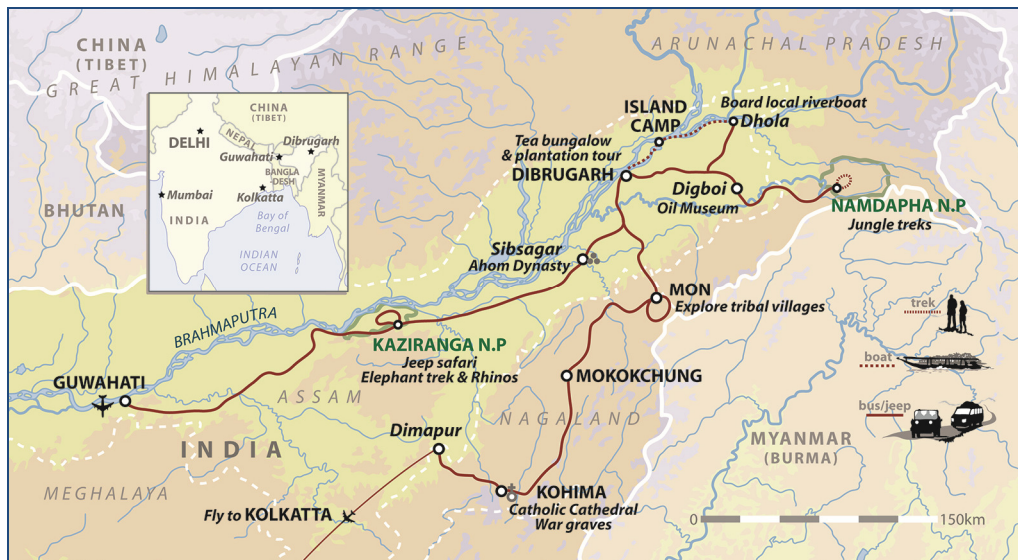 CHINA
(TIBET)
GREAT HIMALAYAN RANGE
ARUNACHAL PRADESH
CHINA
(TIBET)
DELHI
NEPAL
Dibrugarh
Guwahati
BANGLA
-DESH
MYANMAR
Mumbai
Kolkatta
INDIA
Bay of
Bengal
INDIAN
OCEAN
BHUTAN
ISLAND
CAMP
Board local riverboat
Dhola
Tea bungalow
& plantation tour
DIBRUGARH
Digboi
Oil Museum
NAMDAPHA N.P
Jungle treks
Sibsagar
Ahom Dynasty
MON
Explore tribal villages
BRAHMAPUTRA
KAZIRANGA N.P
Jeep safari
Elephant trek & Rhinos
GUWAHATI
ASSAM
MOKOKCHUNG
NAGALAND
Dimapur
INDIA
MEGHALAYA
KOHIMA
Catholic Cathedral
War graves
Fly to KOLKATTA
MYANMAR
(BURMA)
trek
boat
bus/jeep
0
150km